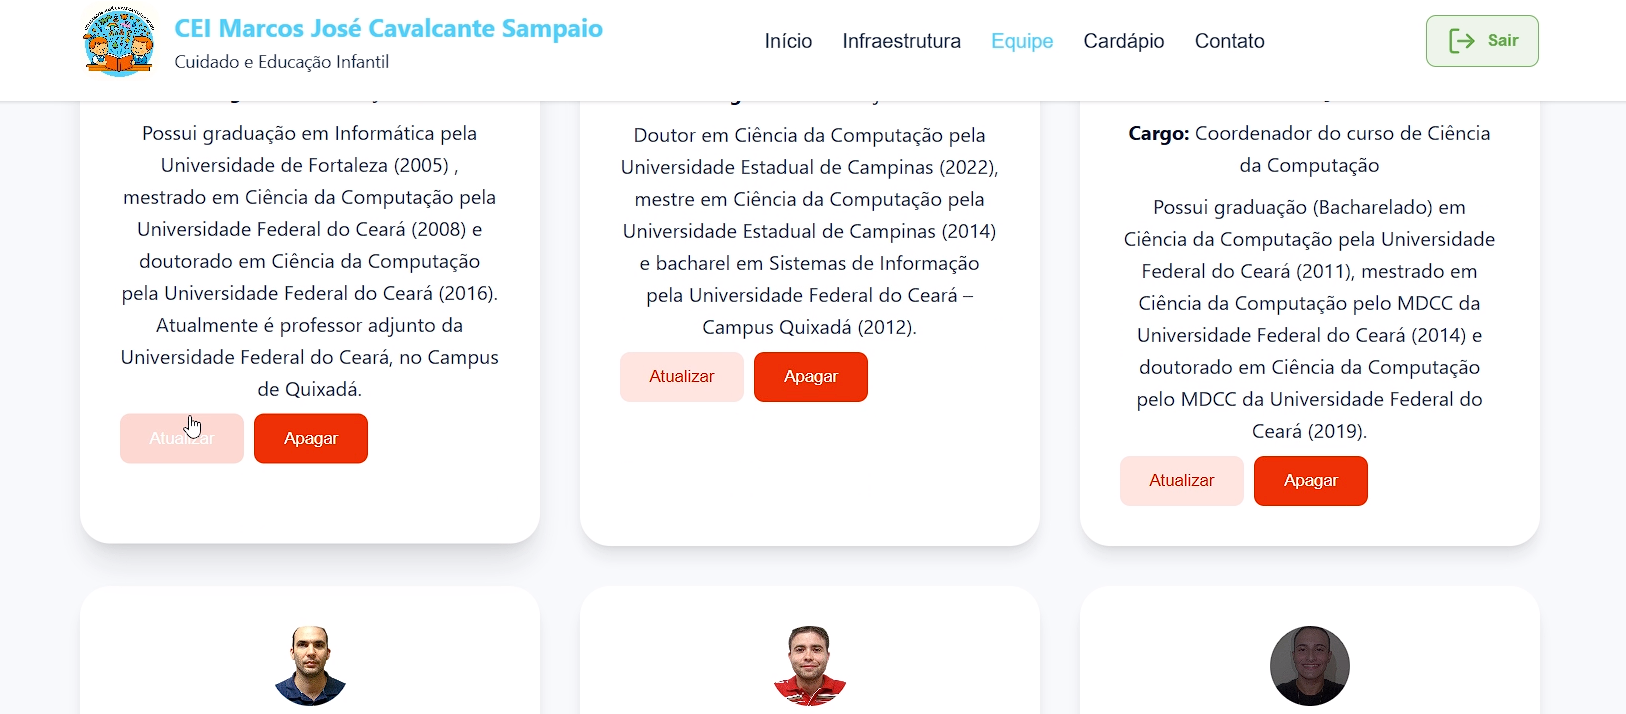 CEI Marcos José Cavalcante Sampaio
Cuidado e Educação Infantil
Início Infraestrutura Equipe Cardápio Contato
Sair
Possui graduação em Informática pela
Universidade de Fortaleza (2005) ,
mestrado em Ciência da Computação pela
Universidade Federal do Ceará (2008) e
doutorado em Ciência da Computação
pela Universidade Federal do Ceará (2016).
Atualmente é professor adjunto da
Universidade Federal do Ceará, no Campus
de Quixadá.
Atualizar Apagar
Doutor em Ciência da Computação pela
Universidade Estadual de Campinas (2022),
mestre em Ciência da Computação pela
Universidade Estadual de Campinas (2014)
e bacharel em Sistemas de Informação
pela Universidade Federal do Ceará –
Campus Quixadá (2012).
Atualizar Apagar
Cargo: Coordenador do curso de Ciência
da Computação
Possui graduação (Bacharelado) em
Ciência da Computação pela Universidade
Federal do Ceará (2011), mestrado em
Ciência da Computação pelo MDCC da
Universidade Federal do Ceará (2014) e
doutorado em Ciência da Computação
pelo MDCC da Universidade Federal do
Ceará (2019).
Atualizar Apagar